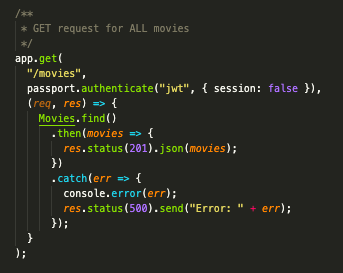 /**
 * GET request for ALL movies
 */
app.get(
  "/movies",
  passport.authenticate("jwt", { session: false }),
  (req, res) => {
    Movies.find()
      .then(movies => {
        res.status(201).json(movies);
      })
      .catch(err => {
        console.error(err);
        res.status(500).send("Error: " + err);
      });
  }
);